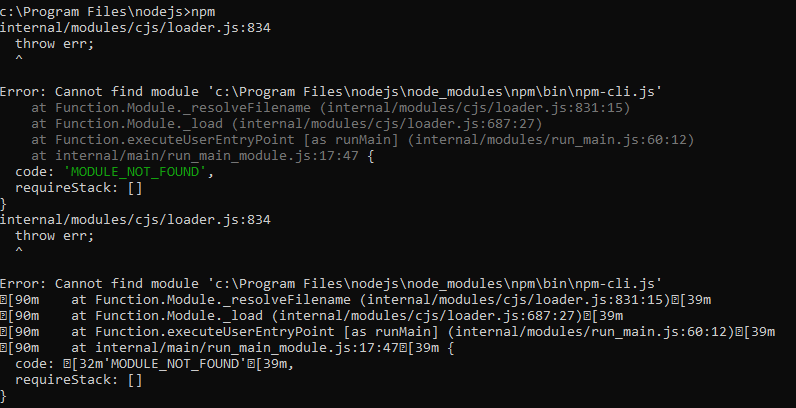 c:\Program Files\nodejs>npm
internal/modules/cjs/loader.js:834
  throw err;
  ^

Error: Cannot find module 'c:\Program Files\nodejs\node_modules\npm\bin\npm-cli.js'
    at Function.Module._resolveFilename (internal/modules/cjs/loader.js:831:15)
    at Function.Module._load (internal/modules/cjs/loader.js:687:27)
    at Function.executeUserEntryPoint [as runMain] (internal/modules/run_main.js:60:12)
    at internal/main/run_main_module.js:17:47 {
  code: 'MODULE_NOT_FOUND',
  requireStack: []
}
internal/modules/cjs/loader.js:834
  throw err;
  ^

Error: Cannot find module 'c:\Program Files\nodejs\node_modules\npm\bin\npm-cli.js'
⍰[90m    at Function.Module._resolveFilename (internal/modules/cjs/loader.js:831:15)⍰[39m
⍰[90m    at Function.Module._load (internal/modules/cjs/loader.js:687:27)⍰[39m
⍰[90m    at Function.executeUserEntryPoint [as runMain] (internal/modules/run_main.js:60:12)⍰[39m
⍰[90m    at internal/main/run_main_module.js:17:47⍰[39m {
  code: ⍰[32m'MODULE_NOT_FOUND'⍰[39m,
  requireStack: []
}